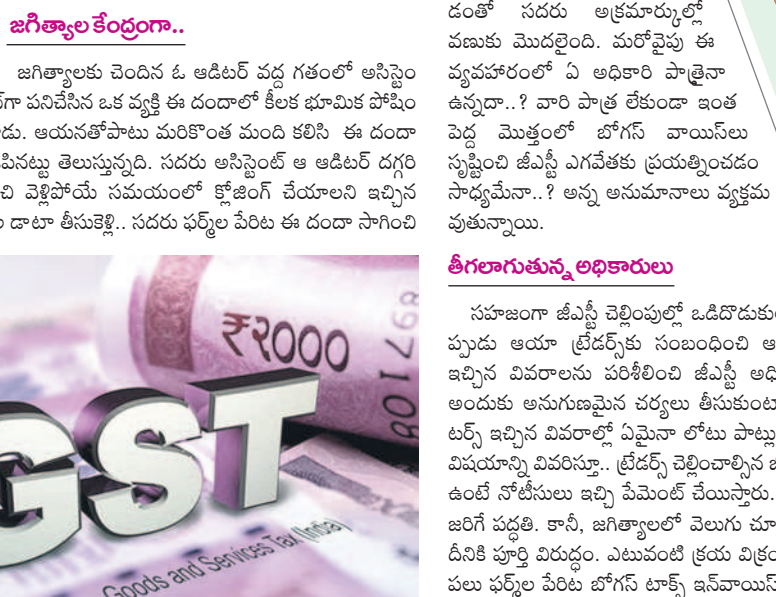 జగిత్యాల కేంద్రంగా..
జగిత్యాలకు చెందిన ఓ ఆడిటర్ వద్ద గతంలో అసిస్టెం
గా పనిచేసిన ఒక వ్యక్తి ఈ దందాలో కీలక భూమిక పోషిం
డు. ఆయనతోపాటు మరికొంత మంది కలిసి ఈ దందా
పినట్టు తెలుస్తున్నది. సదరు అసిస్టెంట్ ఆ ఆడిటర్ దగ్గరి
చి వెళ్లిపోయే సమయంలో క్లోజింగ్ చేయాలని ఇచ్చిన
డాటా తీసుకెళ్లి.. సదరు ఫర్మ్‌ల పేరిట ఈ దందా సాగించి
₹2000
8971 08
GST
Goods and Services Tax (India)
డంతో సదరు అక్రమార్కుల్లో
వణుకు మొదలైంది. మరోవైపు ఈ
వ్యవహారంలో ఏ అధికారి పాత్రైనా
ఉన్నదా..? వారి పాత్ర లేకుండా ఇంత
పెద్ద మొత్తంలో బోగస్ వాయిస్‌లు
సృష్టించి జీఎస్టీ ఎగవేతకు ప్రయత్నించడం
సాధ్యమేనా..? అన్న అనుమానాలు వ్యక్తమ
వుతున్నాయి.
తీగలాగుతున్న అధికారులు
సహజంగా జీఎస్టీ చెల్లింపుల్లో ఒడిదొడుకు
ప్పుడు ఆయా ట్రేడర్స్‌కు సంబంధించి ఆ
ఇచ్చిన వివరాలను పరిశీలించి జీఎస్టీ అధి
అందుకు అనుగుణమైన చర్యలు తీసుకుంటా
టర్స్ ఇచ్చిన వివరాల్లో ఏమైనా లోటు పాట్లు
విషయాన్ని వివరిస్తూ.. ట్రేడర్స్ చెల్లించాల్సిన
ఉంటే నోటీసులు ఇచ్చి పేమెంట్ చేయిస్తారు.
జరిగే పద్ధతి. కానీ, జగిత్యాలలో వెలుగు చూ
దీనికి పూర్తి విరుద్ధం. ఎటువంటి క్రయ విక్ర
పలు ఫర్మ్‌ల పేరిట బోగస్ టాక్స్ ఇన్‌వాయిస్